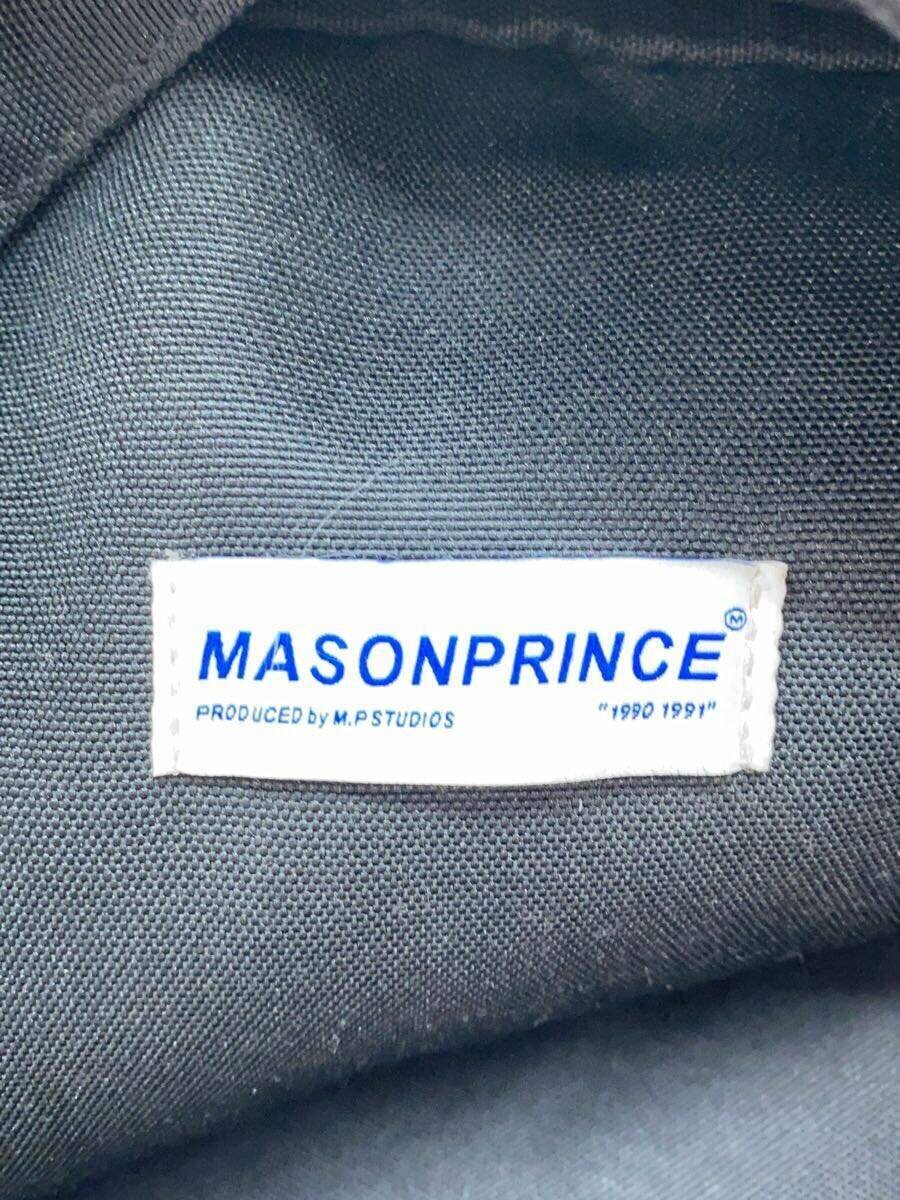 MASONPRINCE Ⓜ
PRODUCED by M.P STUDIOS "1990 1991"